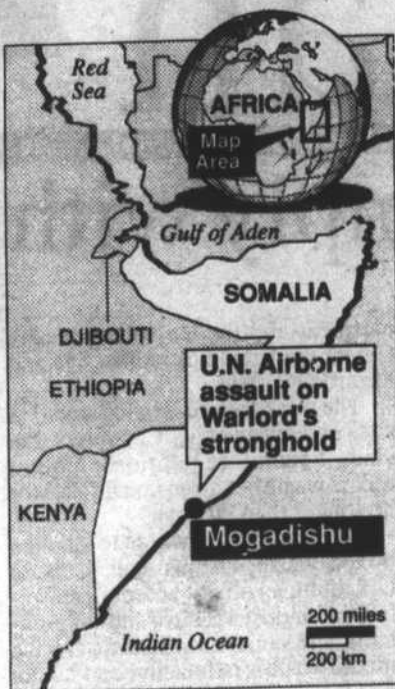 Red
Sea
AFRICA
Map
Area
Gulf of Aden
SOMALIA
DJIBOUTI
ETHIOPIA
U.N. Airborne
assault on
Warlord's
stronghold
KENYA
Mogadishu
Indian Ocean
200 miles
200 km